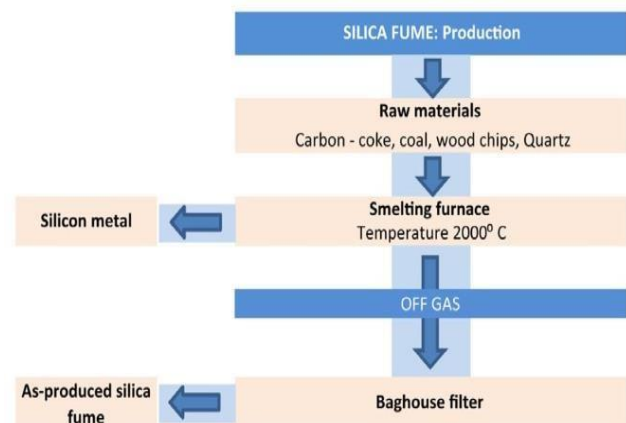 SILICA FUME: Production
Raw materials
Carbon - coke, coal, wood chips, Quartz
Silicon metal
Smelting furnace
Temperature 2000⁰ C
OFF GAS
As-produced silica
fume
Baghouse filter